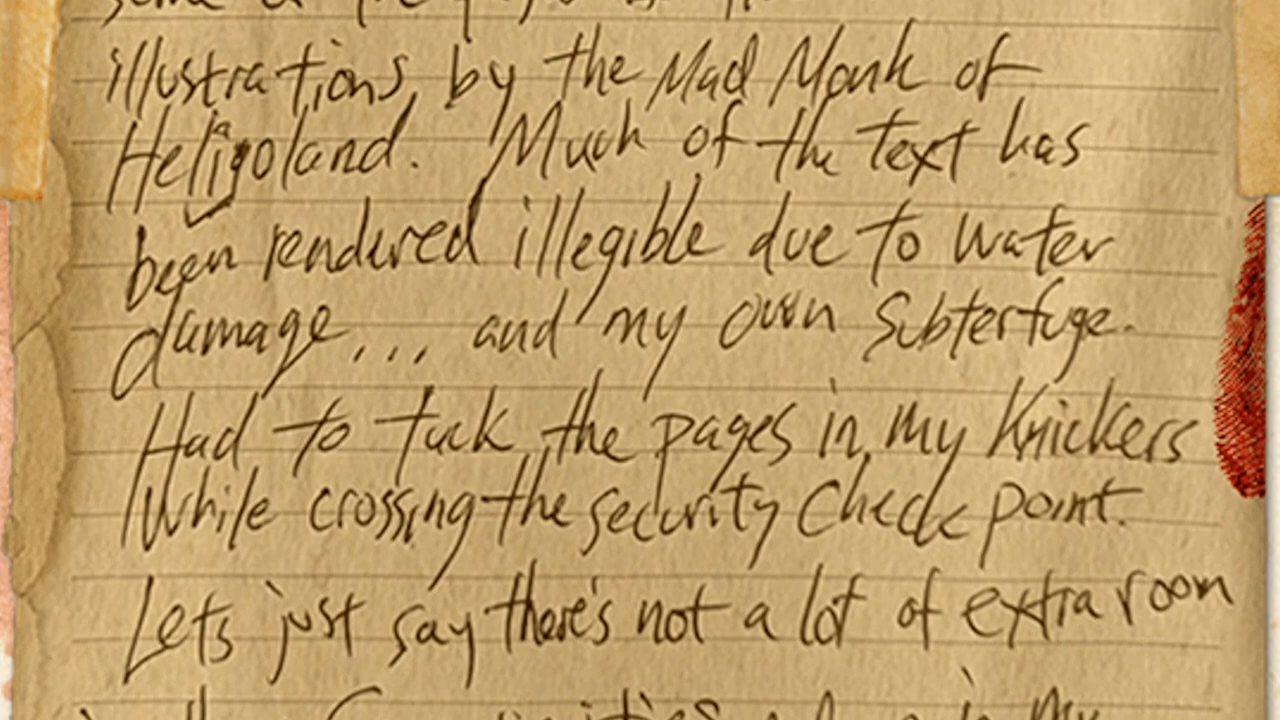 illustrations, by the Mad Monk of
Heligoland. Much of the text has
been rendered illegible due to water
damage... and my own subterfuge.
Had to tuck the pages in my Knickers
While crossing the security Check point.
Lets just say there's not a lot of extra room